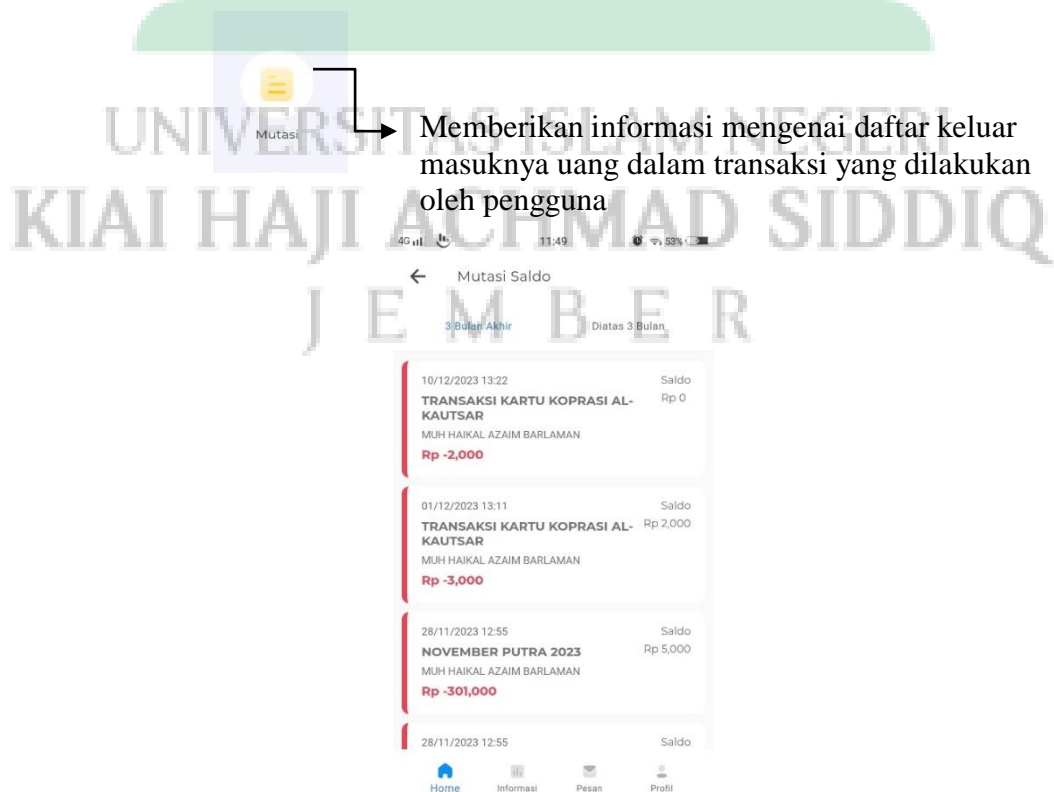 Mutasi
Memberikan informasi mengenai daftar keluar
masuknya uang dalam transaksi yang dilakukan
oleh pengguna
UNIVERSITAS ISLAM NEGERI
KIAI HAJI ACHMAD SIDDIQ
JEMBER
4G 11:49 53%
Mutasi Saldo
3 Bulan Akhir Diatas 3 Bulan
10/12/2023 13:22 Saldo
TRANSAKSI KARTU KOPRASI AL- Rp 0
KAUTSAR
MUH HAIKAL AZAIM BARLAMAN
Rp -2,000
01/12/2023 13:11 Saldo
TRANSAKSI KARTU KOPRASI AL- Rp 2,000
KAUTSAR
MUH HAIKAL AZAIM BARLAMAN
Rp -3,000
28/11/2023 12:55 Saldo
NOVEMBER PUTRA 2023 Rp 5,000
MUH HAIKAL AZAIM BARLAMAN
Rp -301,000
28/11/2023 12:55 Saldo
Home Informasi Pesan Profil